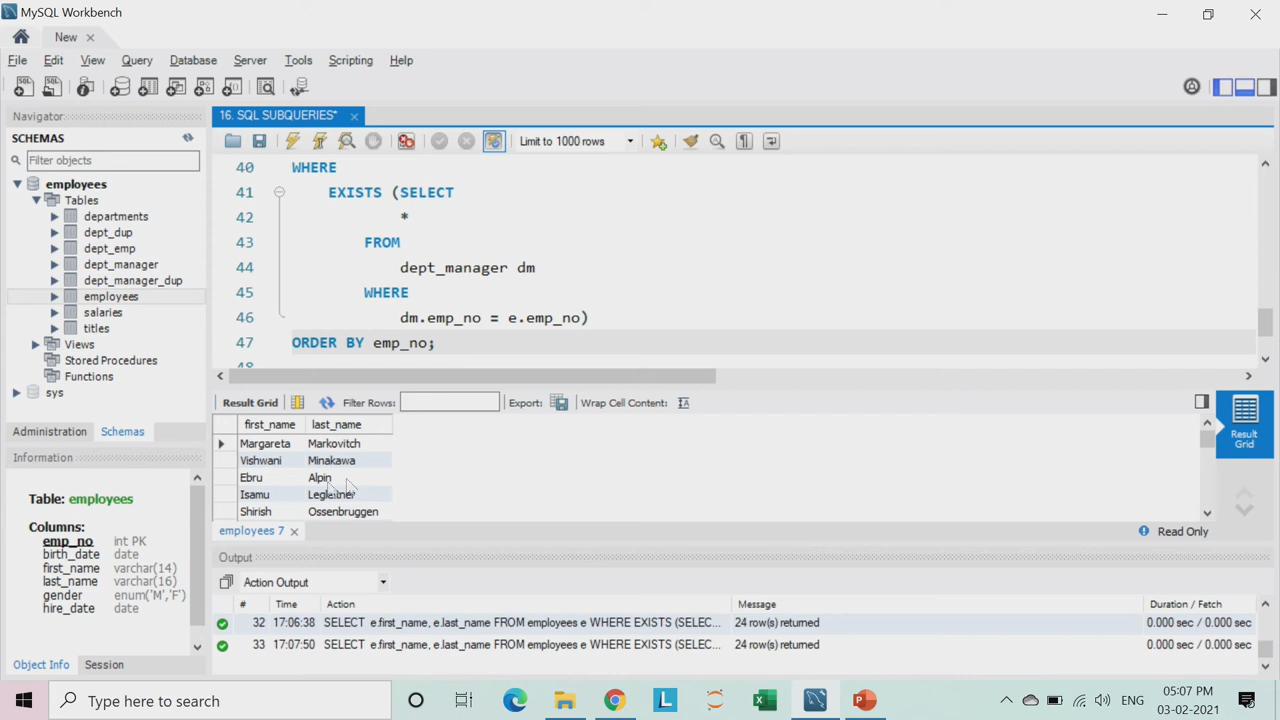 MySQL Workbench
New
File Edit View Query Database Server Tools Scripting Help
Navigator
SCHEMAS
Filter objects
employees
Tables
departments
dept_dup
dept_emp
dept_manager
dept_manager_dup
employees
salaries
titles
Views
Stored Procedures
Functions
sys
Administration Schemas
Information
Table: employees
Columns:
emp_no int PK
birth_date date
first_name varchar(14)
last_name varchar(16)
gender enum('M','F')
hire_date date
Object Info Session
16. SQL SUBQUERIES*
Limit to 1000 rows
40 WHERE
41 EXISTS (SELECT
42 *
43 FROM
44 dept_manager dm
45 WHERE
46 dm.emp_no = e.emp_no)
47 ORDER BY emp_no;
48
Result Grid Filter Rows: Export: Wrap Cell Content:
first_name last_name
Margareta Markovitch
Vishwani Minakawa
Ebru Alpin
Isamu Legleitner
Shirish Ossenbruggen
Result
Grid
employees 7 Read Only
Output
Action Output
# Time Action Message Duration / Fetch
32 17:06:38 SELECT e.first_name, e.last_name FROM employees e WHERE EXISTS (SELEC... 24 row(s) returned 0.000 sec / 0.000 sec
33 17:07:50 SELECT e.first_name, e.last_name FROM employees e WHERE EXISTS (SELEC... 24 row(s) returned 0.000 sec / 0.000 sec
Type here to search
L
ENG
05:07 PM
03-02-2021